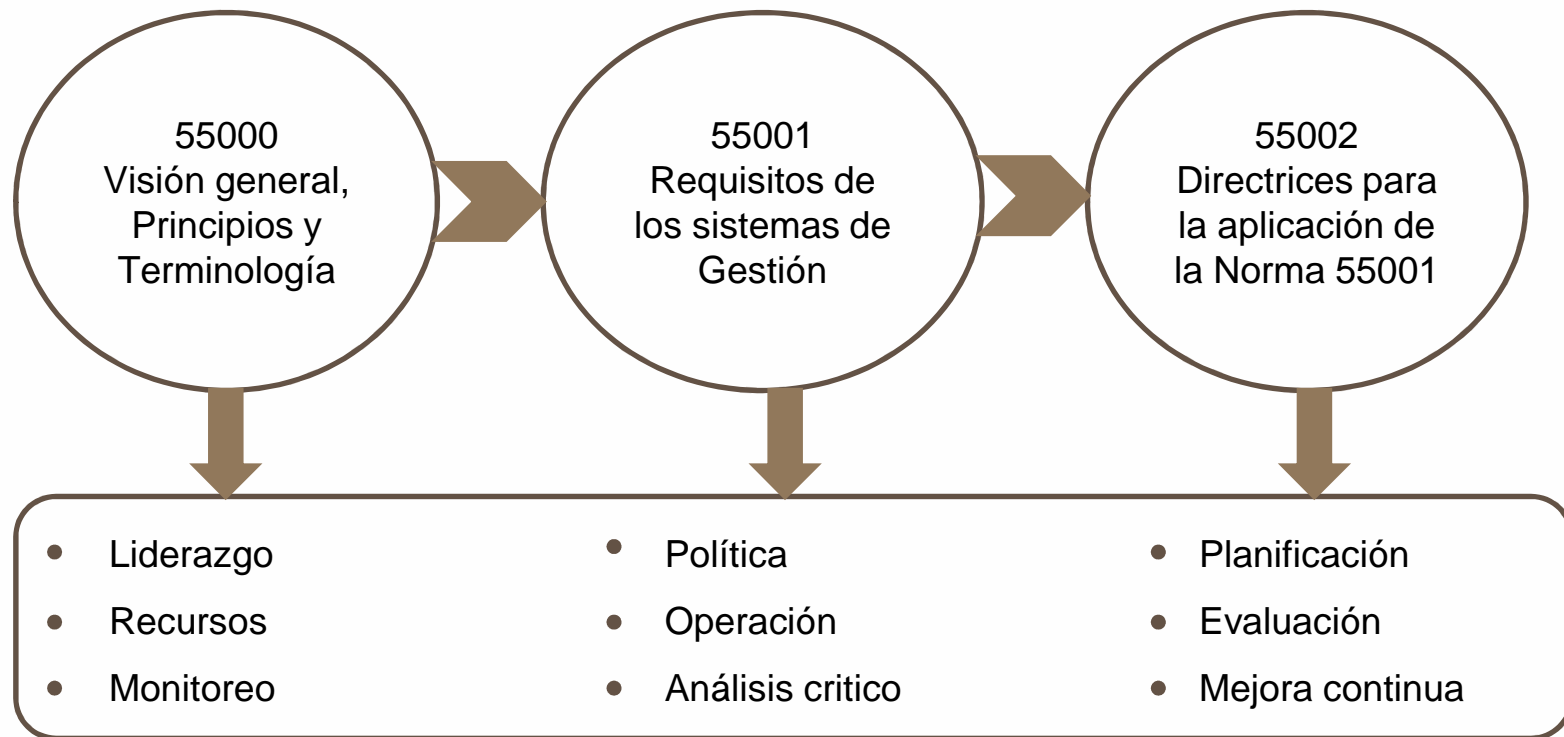 55000
Visión general,
Principios y
Terminología
55001
Requisitos de
los sistemas de
Gestión
55002
Directrices para
la aplicación de
la Norma 55001
• Liderazgo
• Recursos
• Monitoreo
• Política
• Operación
• Análisis critico
• Planificación
• Evaluación
• Mejora continua